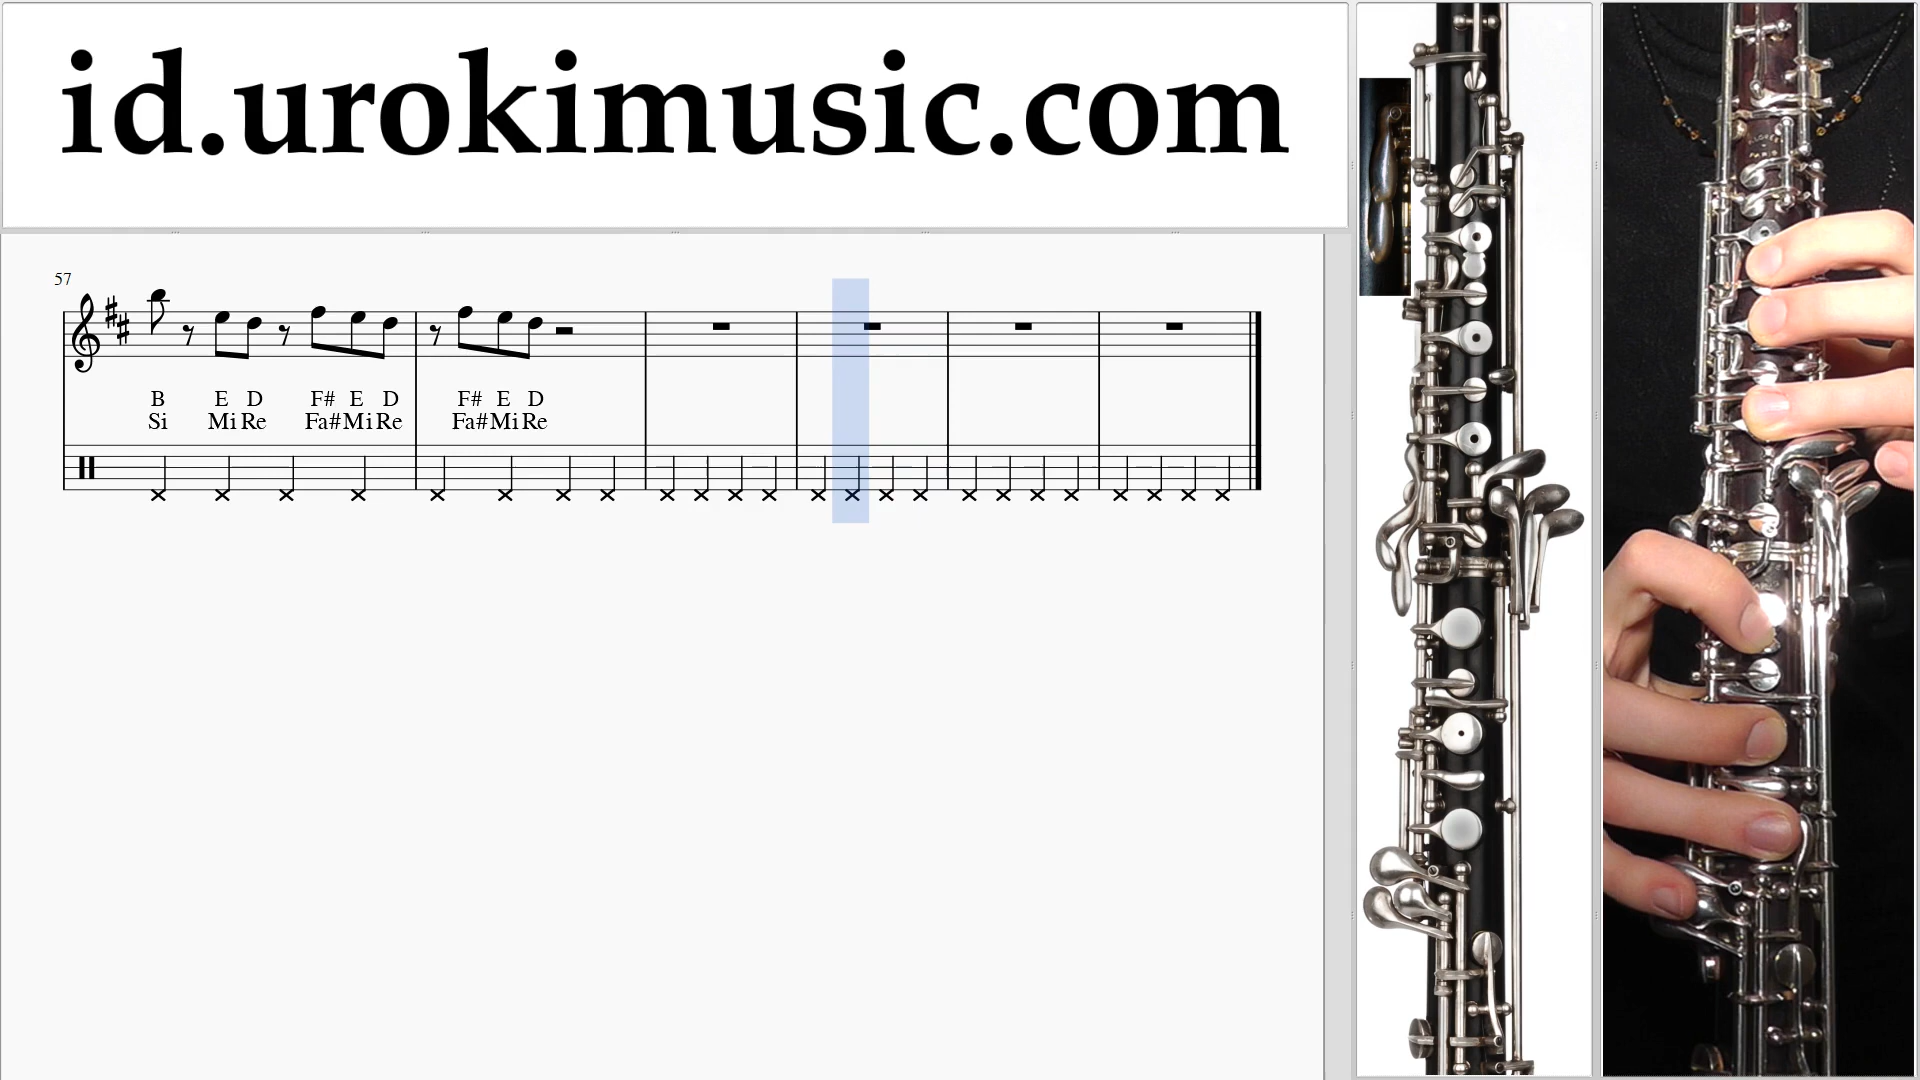 id.urokimusic.com
57
B E D F# E D F# E D
Si Mi Re Fa# Mi Re Fa# Mi Re